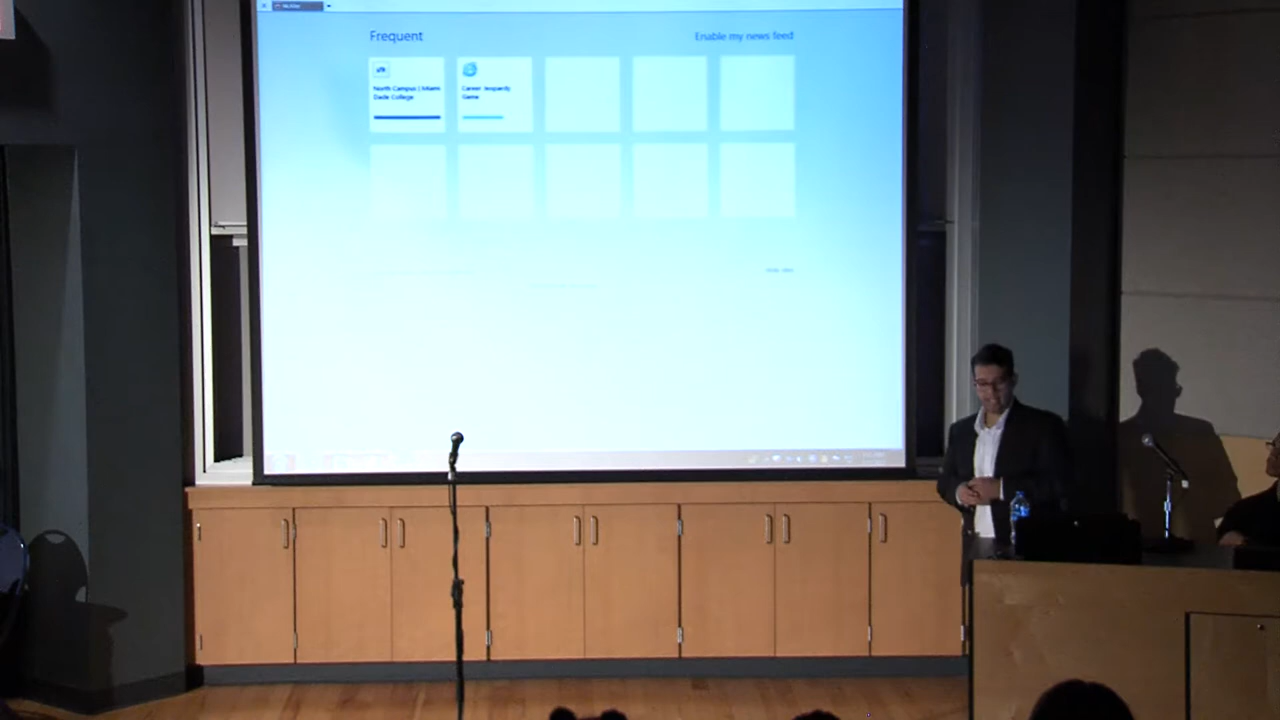 Frequent
Enable my news feed
North Campus | Miami
Dade College
Career Jeopardy
Game